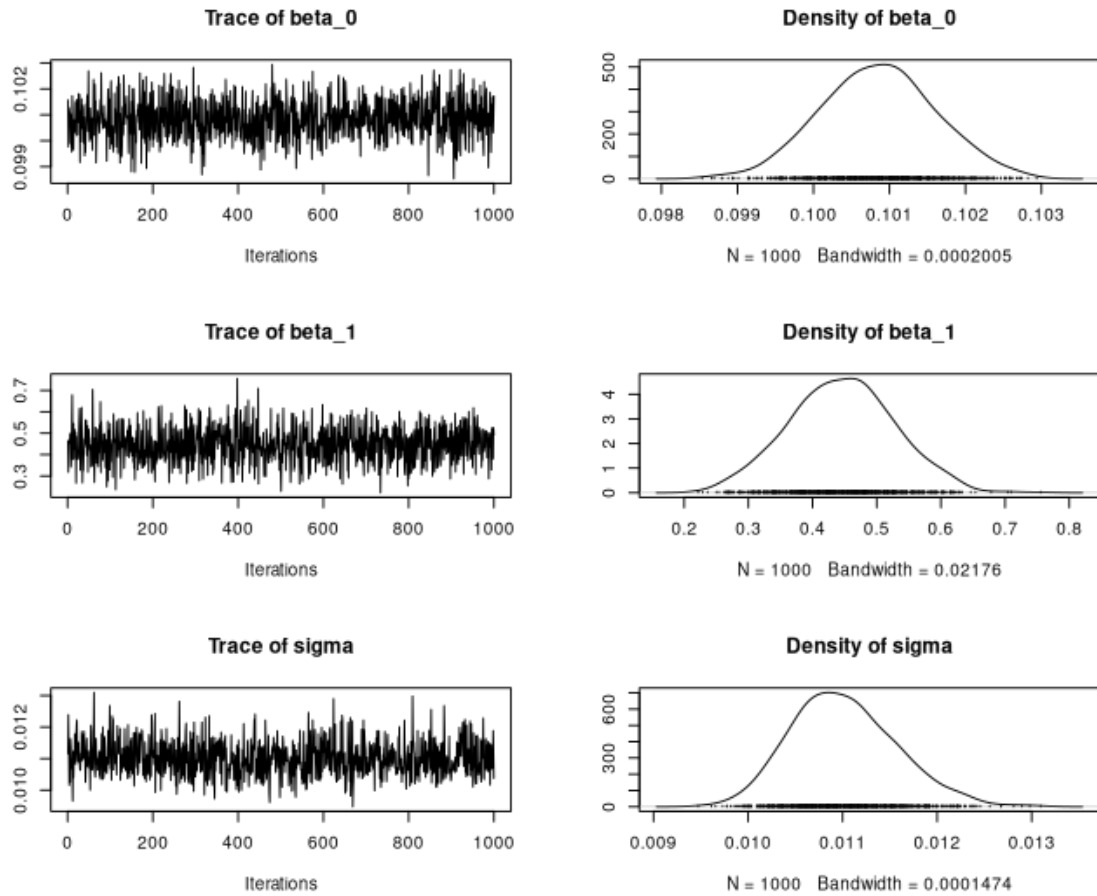 Trace of beta_0
0.102
0.099
0 200 400 600 800 1000
Iterations
Density of beta_0
500
200
0
0.098 0.099 0.100 0.101 0.102 0.103
N = 1000 Bandwidth = 0.0002005
Trace of beta_1
0.7
0.5
0.3
0 200 400 600 800 1000
Iterations
Density of beta_1
4
3
2
1
0
0.2 0.3 0.4 0.5 0.6 0.7 0.8
N = 1000 Bandwidth = 0.02176
Trace of sigma
0.012
0.010
0 200 400 600 800 1000
Iterations
Density of sigma
600
300
0
0.009 0.010 0.011 0.012 0.013
N = 1000 Bandwidth = 0.0001474